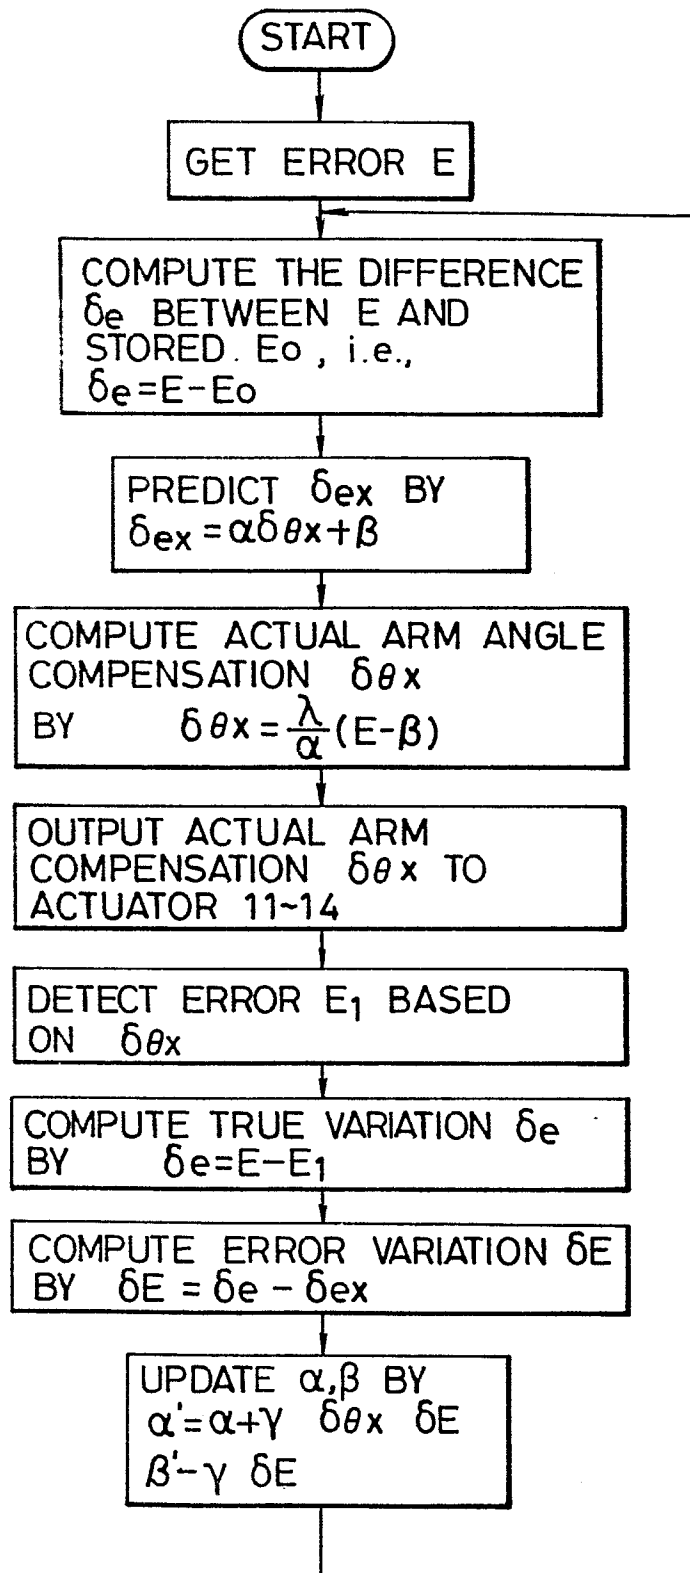 START
GET ERROR E
COMPUTE THE DIFFERENCE
δe BETWEEN E AND
STORED. Eo , i.e.,
δe=E-Eo
PREDICT δex BY
δex=αδθx+β
COMPUTE ACTUAL ARM ANGLE
COMPENSATION δθx
BY δθx=λ/α(E-β)
OUTPUT ACTUAL ARM
COMPENSATION δθx TO
ACTUATOR 11~14
DETECT ERROR E₁ BASED
ON δθx
COMPUTE TRUE VARIATION δe
BY δe=E-E₁
COMPUTE ERROR VARIATION δE
BY δE = δe - δex
UPDATE α,β BY
α'=α+γ δθx δE
β'-γ δE